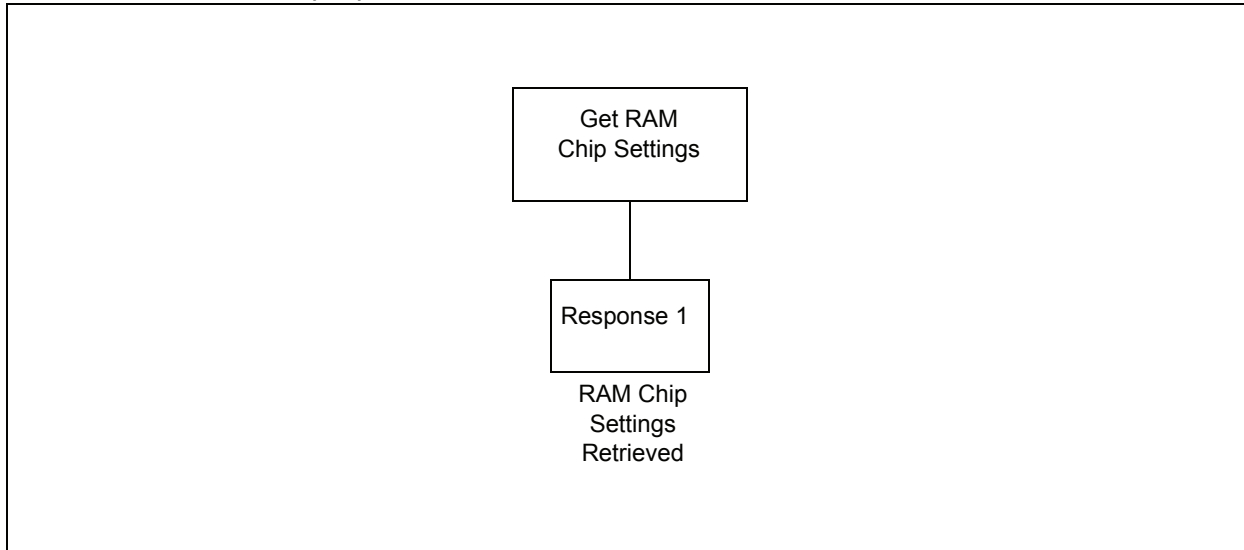 Get RAM
Chip Settings
Response 1
RAM Chip
Settings
Retrieved